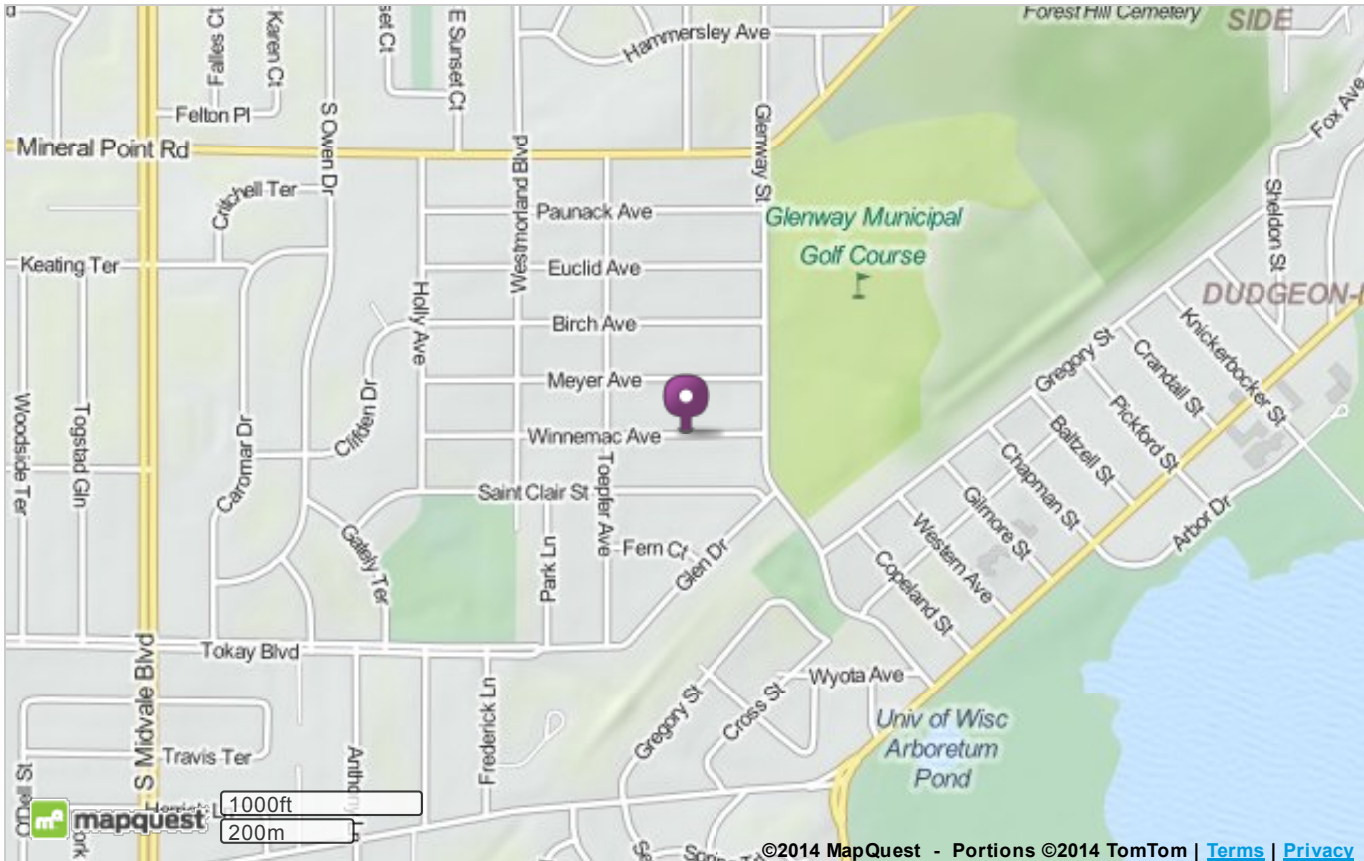 Forest Hill Cemetery
SIDE
Falles Ct
Karen Ct
set Ct
E Sunset Ct
Hammersley Ave
Fox Ave
Felton Pl
S Owen Dr
Glenway St
Westmorland Blvd
Mineral Point Rd
Critchell Ter
Paunack Ave
Glenway Municipal
Golf Course
Sheldon St
Keating Ter
Euclid Ave
Holly Ave
DUDGEON-
Birch Ave
Knickerbocker St
Crandall St
Gregory St
Meyer Ave
Clifden Dr
Pickford St
Baltzell St
Woodside Ter
Togstad Gln
Caromar Dr
Winnemac Ave
Chapman St
Toepfer Ave
Saint Clair St
Gilmore St
Arbor Dr
Western Ave
Gately Ter
Park Ln
Fern Ct
Glen Dr
Copeland St
Tokay Blvd
S Midvale Blvd
Wyota Ave
Frederick Ln
Gregory St
Cross St
Univ of Wisc
Arboretum
Pond
Travis Ter
Odell St
1000ft
mapquest
200m
©2014 MapQuest - Portions ©2014 TomTom | Terms | Privacy